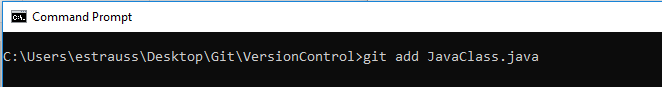 Command Prompt
C:\Users\estrauss\Desktop\Git\VersionControl>git add JavaClass.java